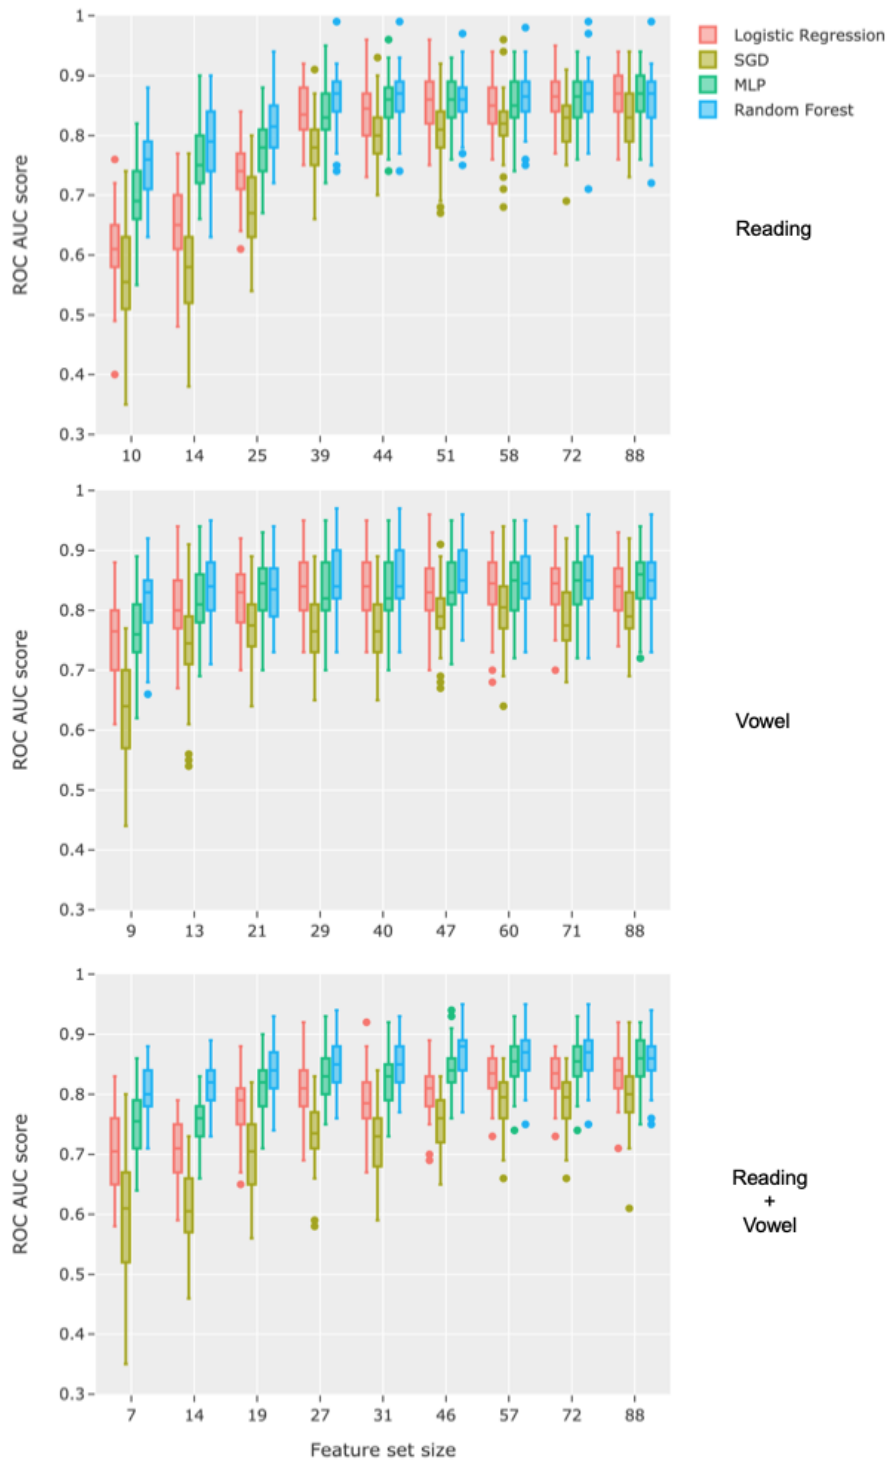 Logistic Regression
SGD
MLP
Random Forest
ROC AUC score
1
0.9
0.8
0.7
0.6
0.5
0.4
0.3
10 14 25 39 44 51 58 72 88
Reading
ROC AUC score
1
0.9
0.8
0.7
0.6
0.5
0.4
0.3
9 13 21 29 40 47 60 71 88
Vowel
ROC AUC score
1
0.9
0.8
0.7
0.6
0.5
0.4
0.3
7 14 19 27 31 46 57 72 88
Reading
+
Vowel
Feature set size